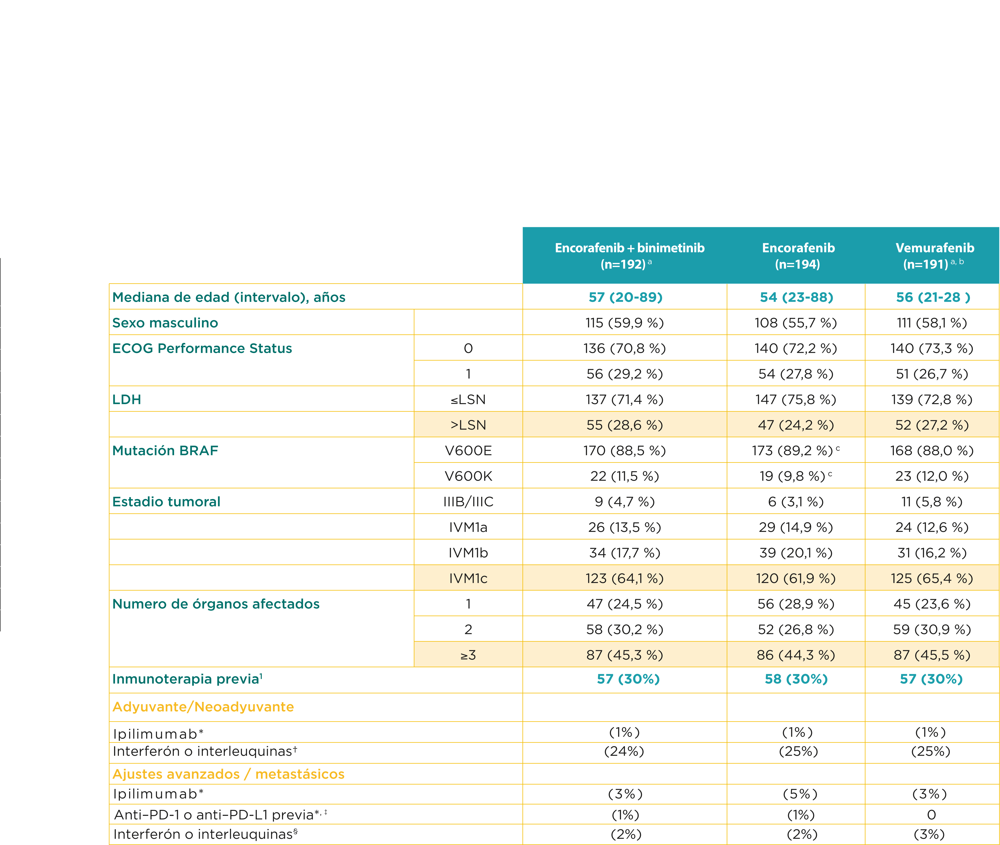 Encorafenib + binimetinib (n=192) a
Encorafenib (n=194)
Vemurafenib (n=191) a, b
Mediana de edad (intervalo), años 57 (20-89) 54 (23-88) 56 (21-28 )
Sexo masculino 115 (59,9 %) 108 (55,7 %) 111 (58,1 %)
ECOG Performance Status 0 136 (70,8 %) 140 (72,2 %) 140 (73,3 %)
1 56 (29,2 %) 54 (27,8 %) 51 (26,7 %)
LDH ≤LSN 137 (71,4 %) 147 (75,8 %) 139 (72,8 %)
>LSN 55 (28,6 %) 47 (24,2 %) 52 (27,2 %)
Mutación BRAF V600E 170 (88,5 %) 173 (89,2 %) c 168 (88,0 %)
V600K 22 (11,5 %) 19 (9,8 %) c 23 (12,0 %)
Estadio tumoral IIIB/IIIC 9 (4,7 %) 6 (3,1 %) 11 (5,8 %)
IVM1a 26 (13,5 %) 29 (14,9 %) 24 (12,6 %)
IVM1b 34 (17,7 %) 39 (20,1 %) 31 (16,2 %)
IVM1c 123 (64,1 %) 120 (61,9 %) 125 (65,4 %)
Numero de órganos afectados 1 47 (24,5 %) 56 (28,9 %) 45 (23,6 %)
2 58 (30,2 %) 52 (26,8 %) 59 (30,9 %)
≥3 87 (45,3 %) 86 (44,3 %) 87 (45,5 %)
Inmunoterapia previa¹ 57 (30%) 58 (30%) 57 (30%)
Adyuvante/Neoadyuvante
Ipilimumab* (1%) (1%) (1%)
Interferón o interleuquinas† (24%) (25%) (25%)
Ajustes avanzados / metastásicos
Ipilimumab* (3%) (5%) (3%)
Anti–PD-1 o anti–PD-L1 previa*, ‡ (1%) (1%) 0
Interferón o interleuquinas§ (2%) (2%) (3%)